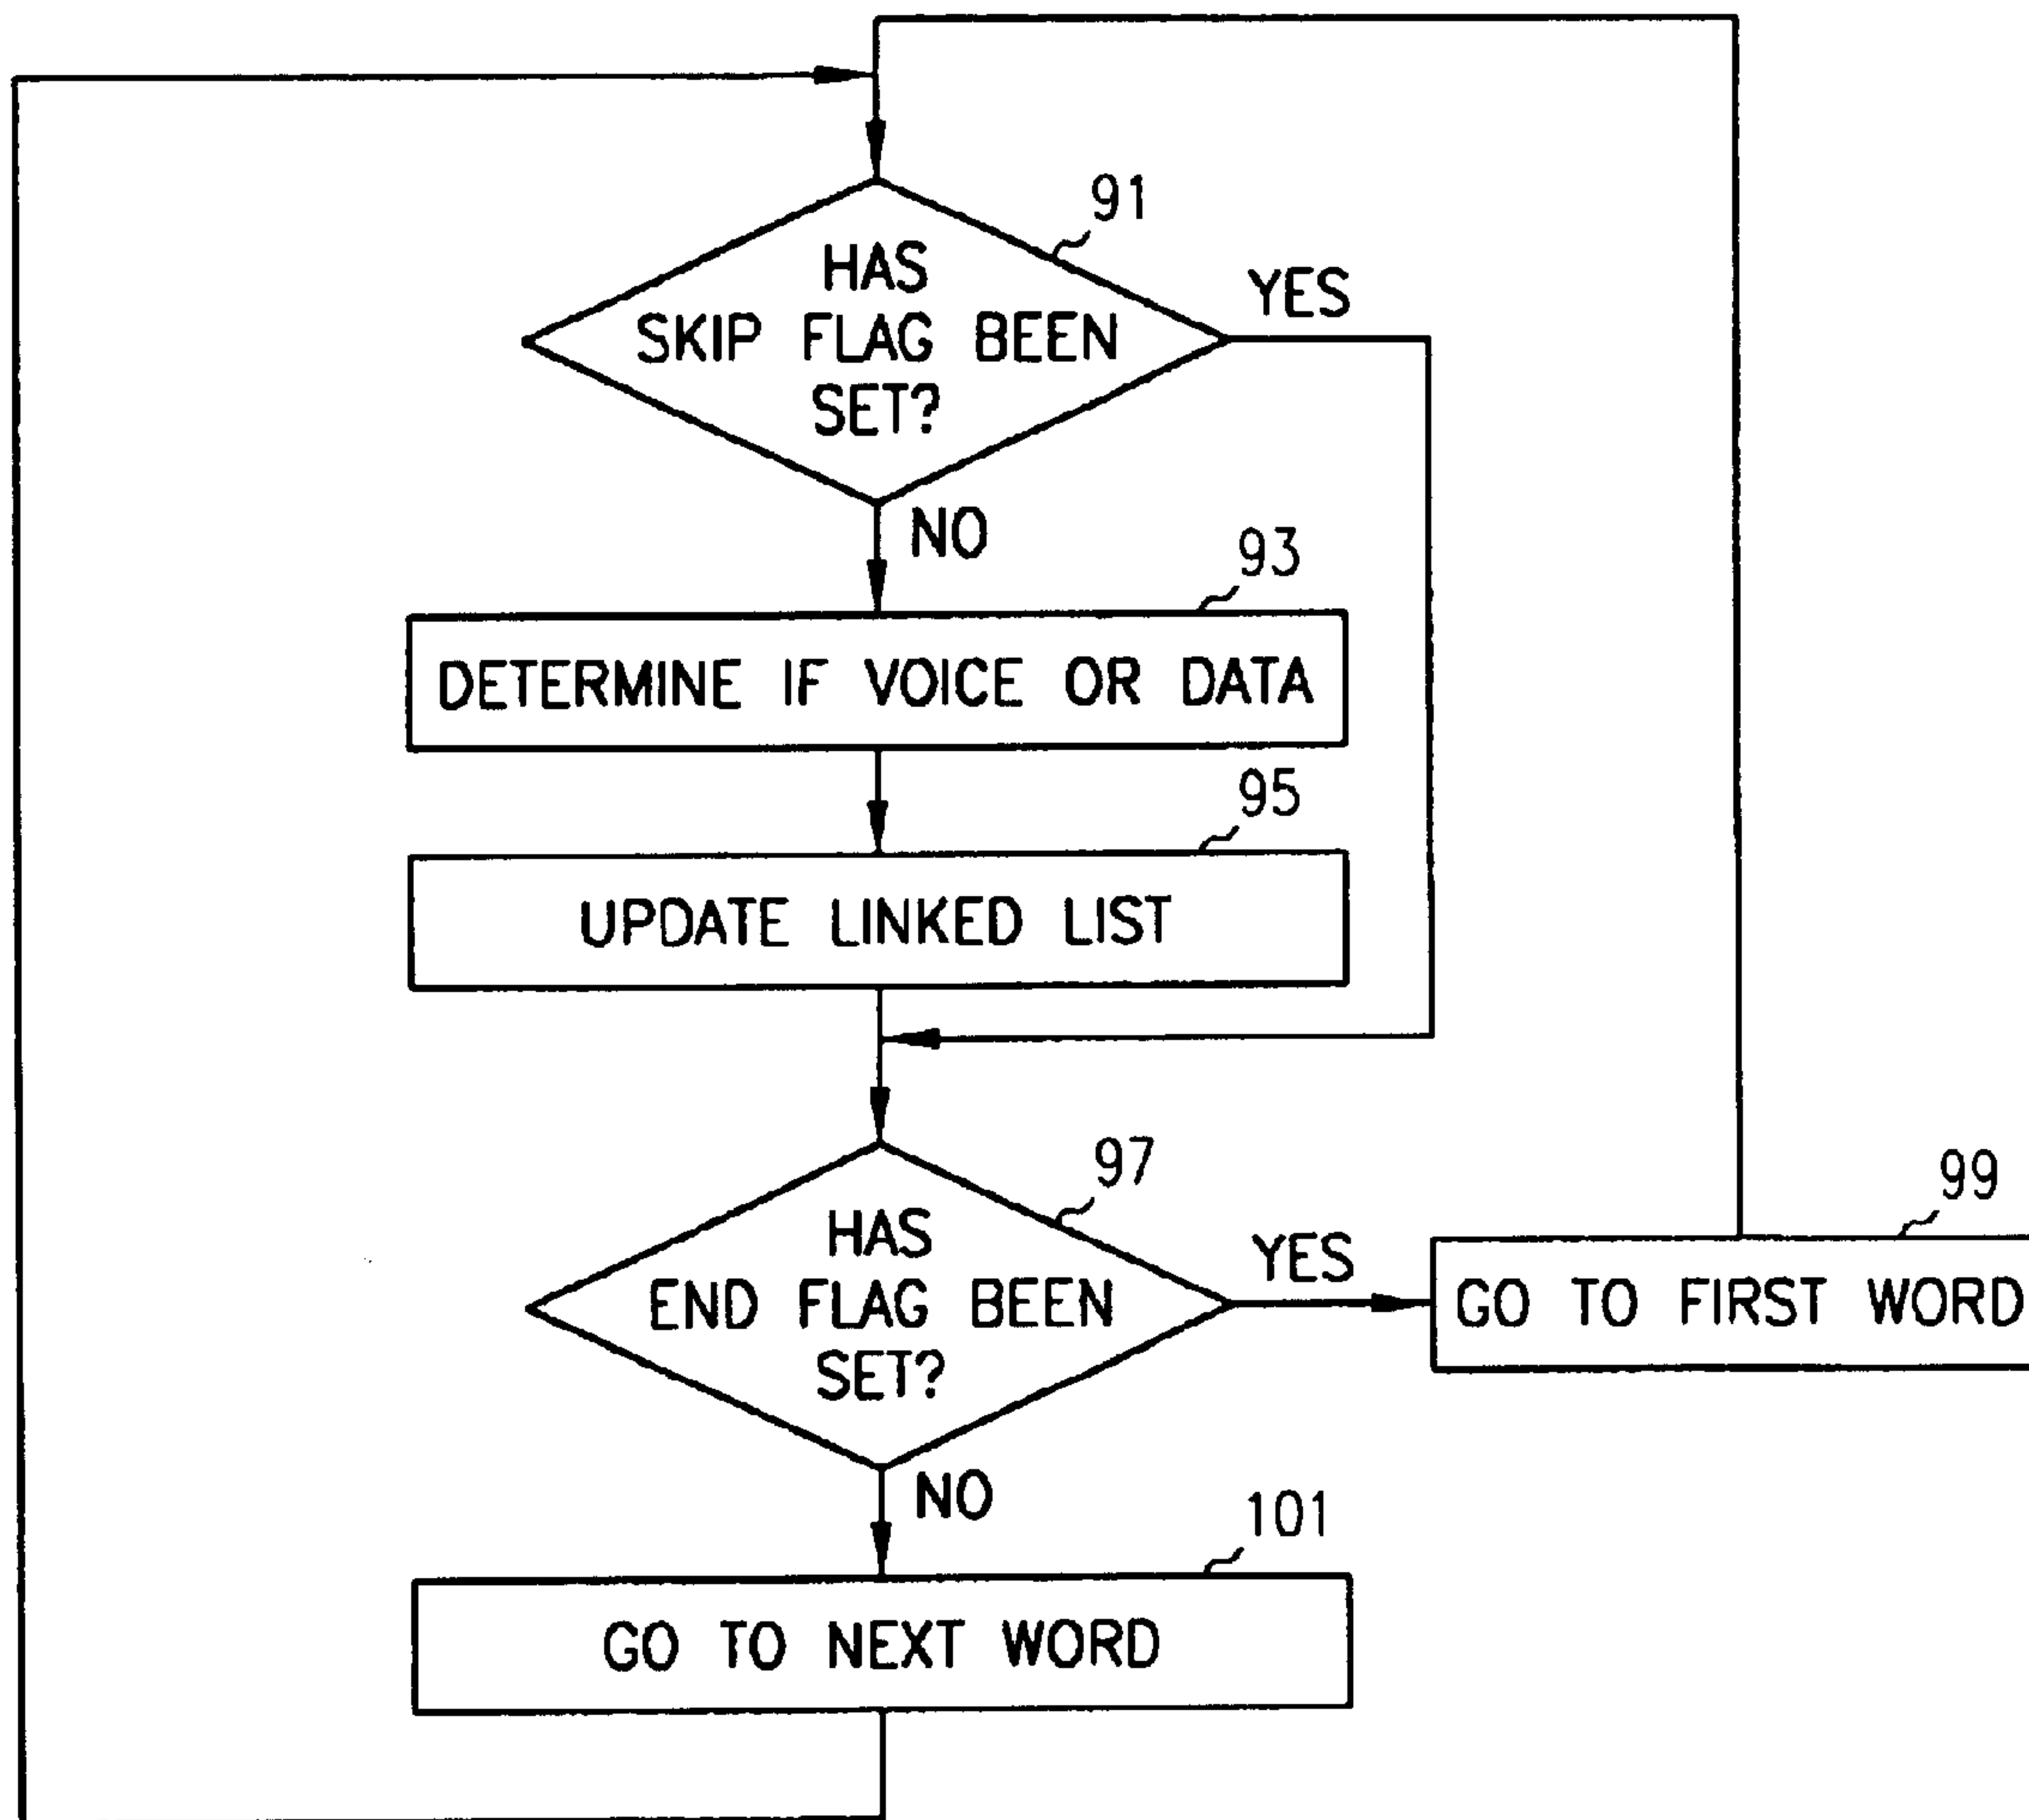 91
HAS
SKIP FLAG BEEN
SET?
YES
NO
93
DETERMINE IF VOICE OR DATA
95
UPDATE LINKED LIST
97
HAS
END FLAG BEEN
SET?
YES
99
GO TO FIRST WORD
NO
101
GO TO NEXT WORD